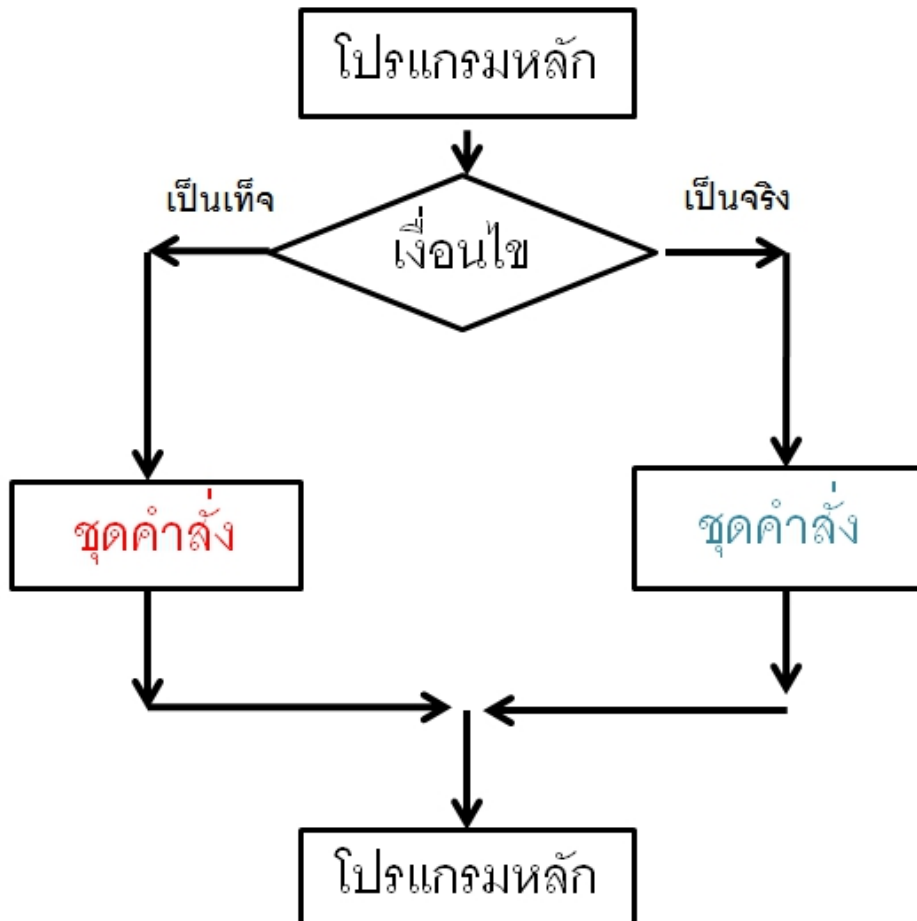 โปรแกรมหลัก
เป็นเท็จ
เป็นจริง
เงื่อนไข
ชุดคำสั่ง
ชุดคำสั่ง
โปรแกรมหลัก